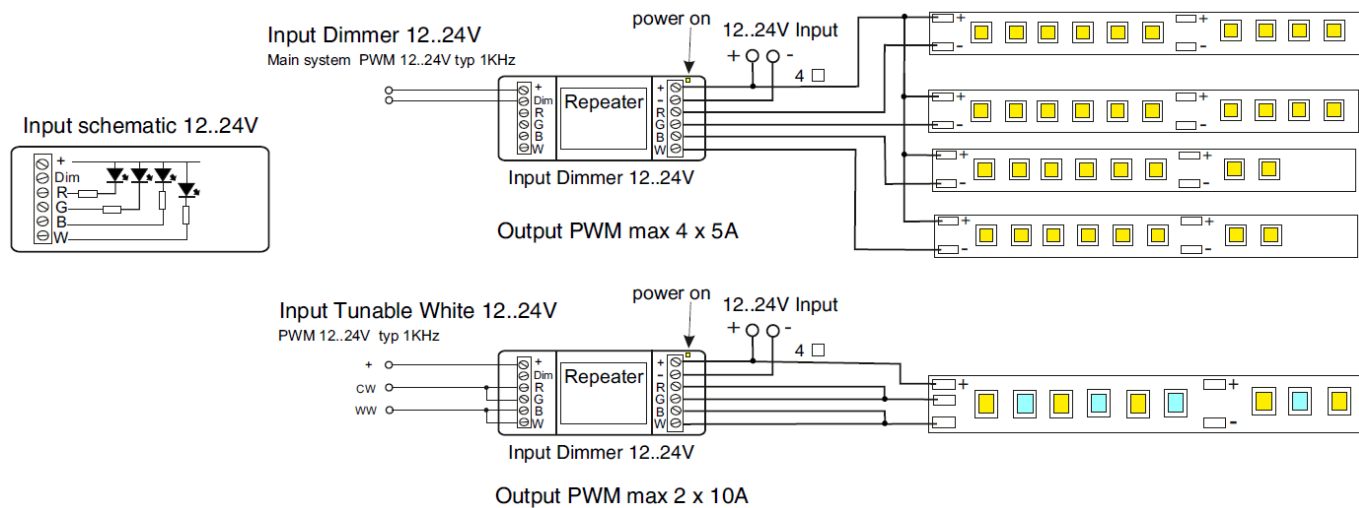 Input Dimmer 12..24V
Main system PWM 12..24V typ 1KHz
power on
12..24V Input
+ -
4 □
+
Dim
R
G
B
W
Repeater
+
-
R
G
B
W
Input Dimmer 12..24V
Output PWM max 4 x 5A
+ +
- -
+ +
- -
+ +
- -
+ +
- -
Input schematic 12..24V
+
Dim
R
G
B
W
Input Tunable White 12..24V
PWM 12..24V typ 1KHz
power on
12..24V Input
+ -
4 □
+
CW
WW
+
Dim
R
G
B
W
Repeater
+
-
R
G
B
W
Input Dimmer 12..24V
Output PWM max 2 x 10A
+ +
-